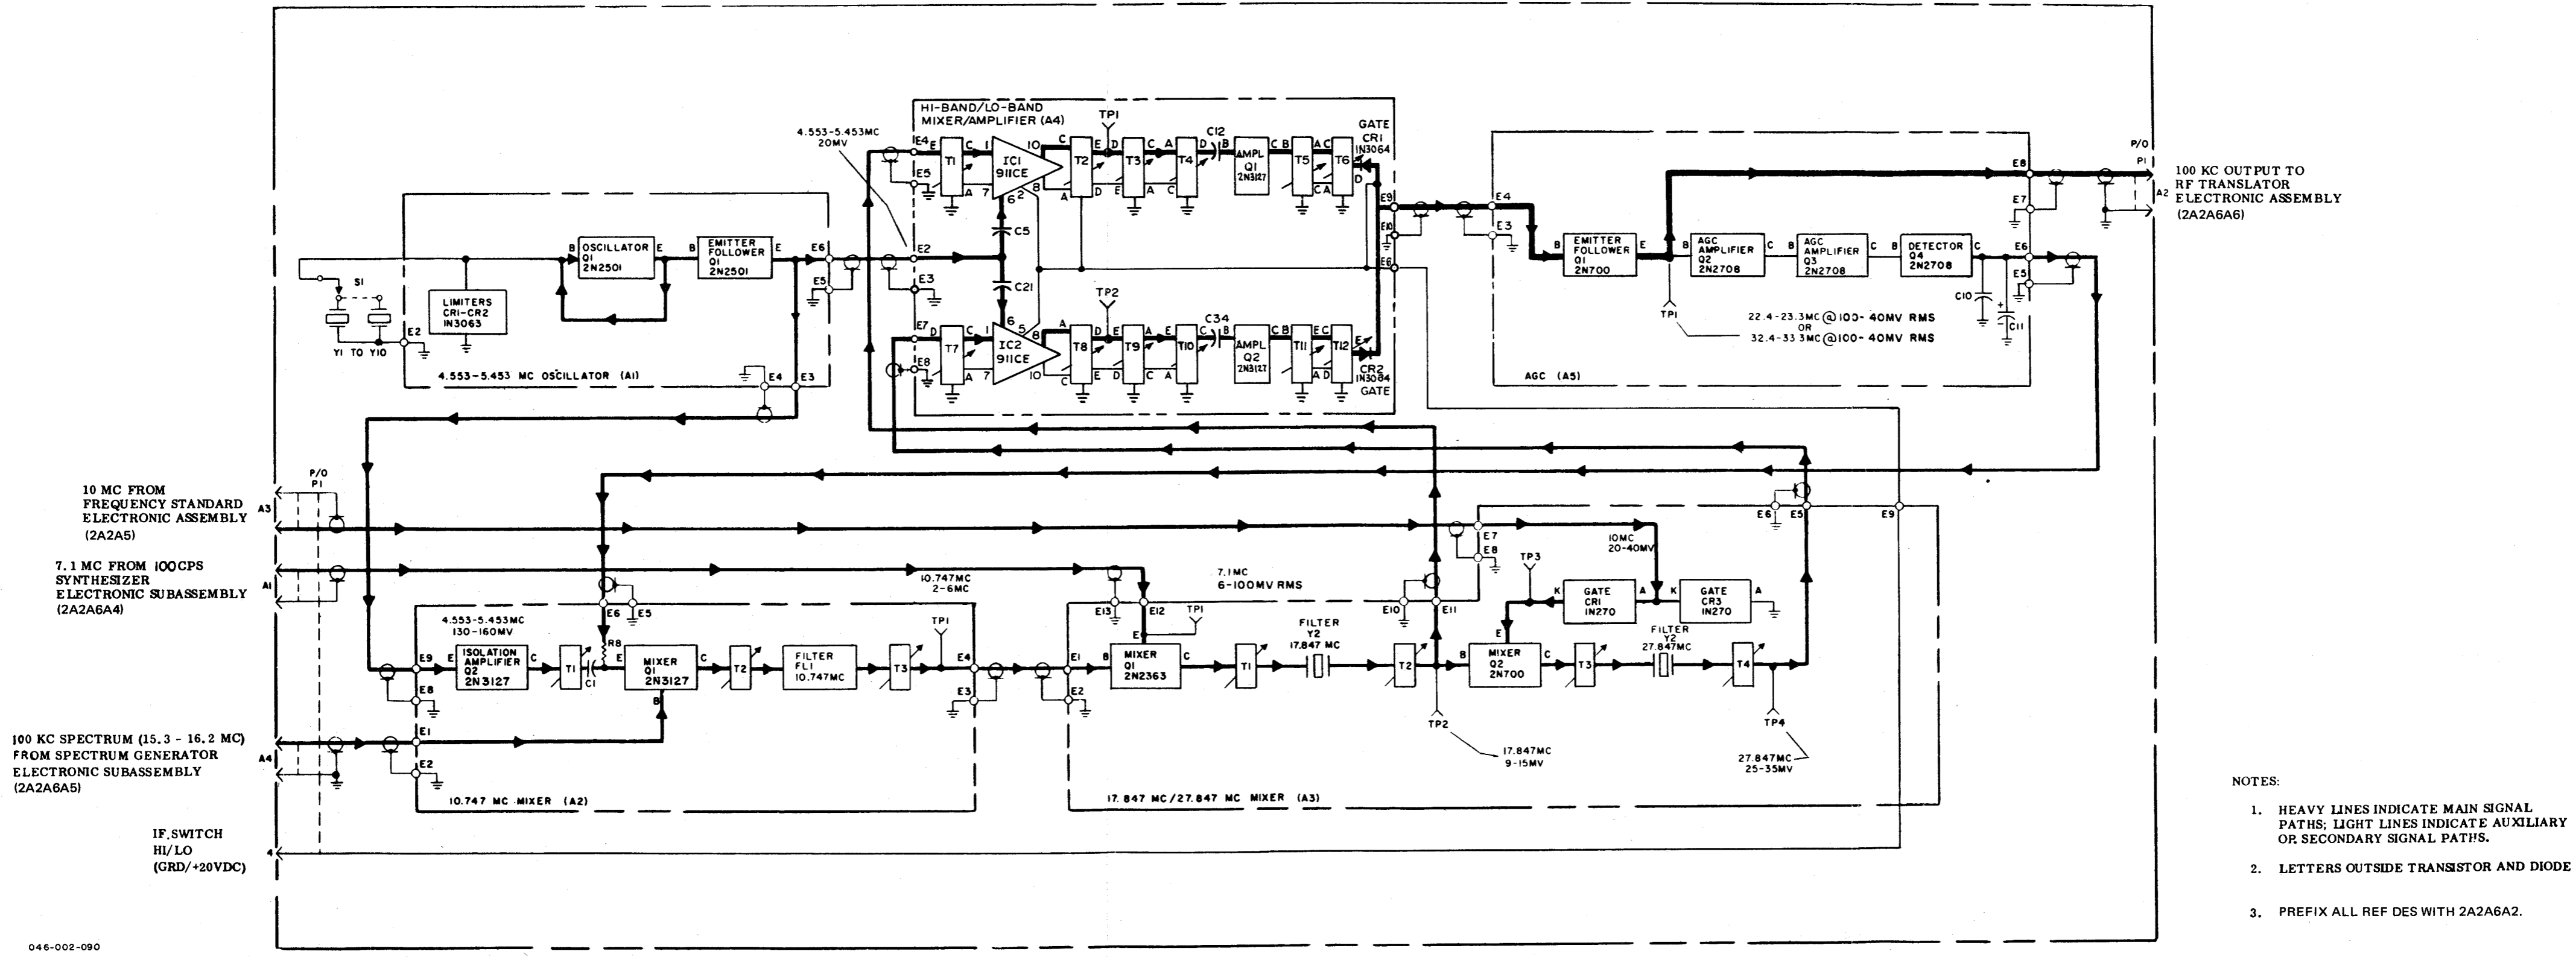 HI-BAND/LO-BAND
MIXER/AMPLIFIER (A4)
4.553-5.453MC
20MV
E4
E
T1
C
A
E5
1
7
IC1
911CE
10
8
2
6
C
A
T2
E
D
TP1
D
E
T3
C
A
C
T4
D
C12
B
AMPL
Q1
2N3127
C B
T5
A C
C A
T6
D
GATE
CR1
1N3064
C5
E2
E3
C21
E7
D
T7
C
A
E8
1
7
6
5
IC2
911CE
8
10
A
C
T8
D
E
TP2
E
D
T9
A
C
E
A
T10
C
C34
B
AMPL
Q2
2N3127
C B
T11
E C
A D
T12
E
CR2
1N3064
GATE
E9
E10
E6
E4
E3
B
EMITTER
FOLLOWER
Q1
2N700
E
B
AGC
AMPLIFIER
Q2
2N2708
C
B
AGC
AMPLIFIER
Q3
2N2708
C
B
DETECTOR
Q4
2N2708
C
E8
E7
E6
E5
C10
C11
TP1
22.4-23.3MC @ 100-40MV RMS
OR
32.4-33 3MC @ 100-40MV RMS
AGC (A5)
P/O
P1
A2
100 KC OUTPUT TO
RF TRANSLATOR
ELECTRONIC ASSEMBLY
(2A2A6A6)
S1
Y1 TO Y10
E2
LIMITERS
CR1-CR2
1N3063
B
OSCILLATOR
Q1
2N2501
E
B
EMITTER
FOLLOWER
Q1
2N2501
E
E6
E5
4.553-5.453 MC OSCILLATOR (A1)
E4
E3
P/O
P1
10 MC FROM
FREQUENCY STANDARD
ELECTRONIC ASSEMBLY
(2A2A5)
A3
7.1 MC FROM 100CPS
SYNTHESIZER
ELECTRONIC SUBASSEMBLY
(2A2A6A4)
A1
100 KC SPECTRUM (15.3 - 16.2 MC)
FROM SPECTRUM GENERATOR
ELECTRONIC SUBASSEMBLY
(2A2A6A5)
A4
IF SWITCH
HI/LO
(GRD/+20VDC)
4
4.553-5.453MC
130-160MV
E9
E
ISOLATION
AMPLIFIER
Q2
2N3127
C
T1
C1
R8
E6
E5
E
MIXER
Q1
2N3127
C
B
T2
FILTER
FL1
10.747MC
T3
TP1
E4
E3
E8
E1
E2
10.747MC
2-6MC
10.747 MC MIXER (A2)
E13
E12
E
TP1
7.1MC
6-100MV RMS
E1
E2
B
MIXER
Q1
2N2363
C
T1
FILTER
Y2
17.847 MC
T2
E10
E11
TP2
17.847MC
9-15MV
B
E
MIXER
Q2
2N700
C
T3
FILTER
Y2
27.847MC
T4
TP4
27.847MC
25-35MV
E7
E8
TP3
10MC
20-40MV
K
GATE
CR1
1N270
A
K
GATE
CR3
1N270
A
E6
E5
E9
17.847 MC/27.847 MC MIXER (A3)
NOTES:
1. HEAVY LINES INDICATE MAIN SIGNAL
PATHS; LIGHT LINES INDICATE AUXILIARY
OR SECONDARY SIGNAL PATHS.
2. LETTERS OUTSIDE TRANSISTOR AND DIODE
3. PREFIX ALL REF DES WITH 2A2A6A2.
046-002-090